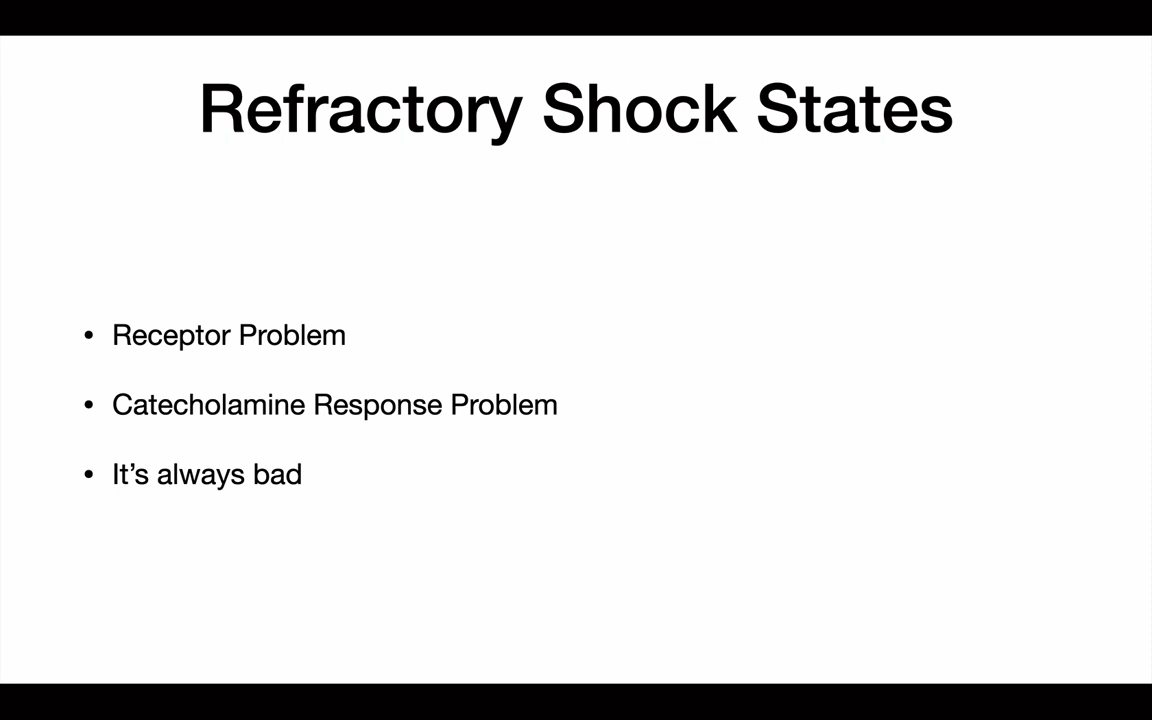 Refractory Shock States
• Receptor Problem
• Catecholamine Response Problem
• It’s always bad